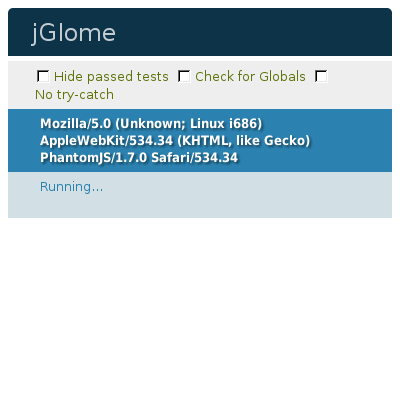 jGlome
Hide passed tests Check for Globals
No try-catch
Mozilla/5.0 (Unknown; Linux i686)
AppleWebKit/534.34 (KHTML, like Gecko)
PhantomJS/1.7.0 Safari/534.34
Running...